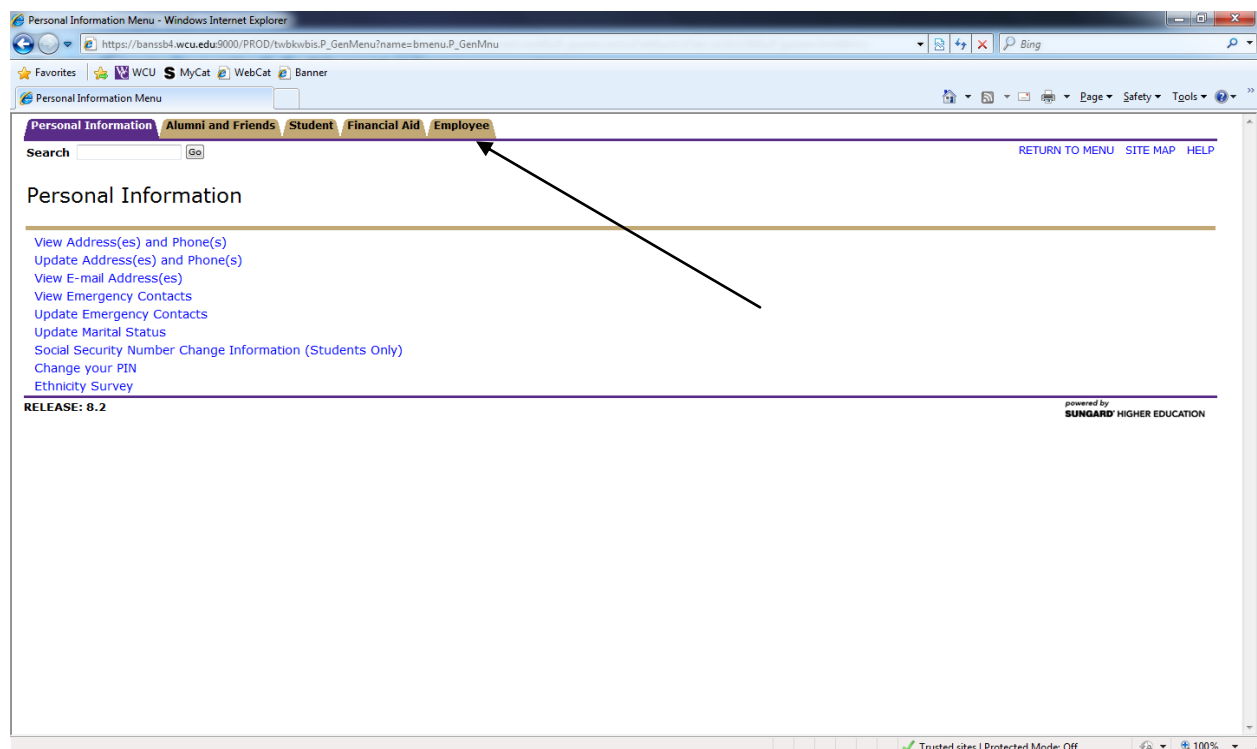 Personal Information Menu - Windows Internet Explorer
https://banssb4.wcu.edu:9000/PROD/twbkwbis.P_GenMenu?name=bmenu.P_GenMnu
Bing
Favorites WCU MyCat WebCat Banner
Personal Information Menu
Page Safety Tools
Personal Information Alumni and Friends Student Financial Aid Employee
Search Go
RETURN TO MENU SITE MAP HELP
Personal Information
View Address(es) and Phone(s)
Update Address(es) and Phone(s)
View E-mail Address(es)
View Emergency Contacts
Update Emergency Contacts
Update Marital Status
Social Security Number Change Information (Students Only)
Change your PIN
Ethnicity Survey
RELEASE: 8.2
powered by
SUNGARD' HIGHER EDUCATION
Trusted sites | Protected Mode: Off 100%